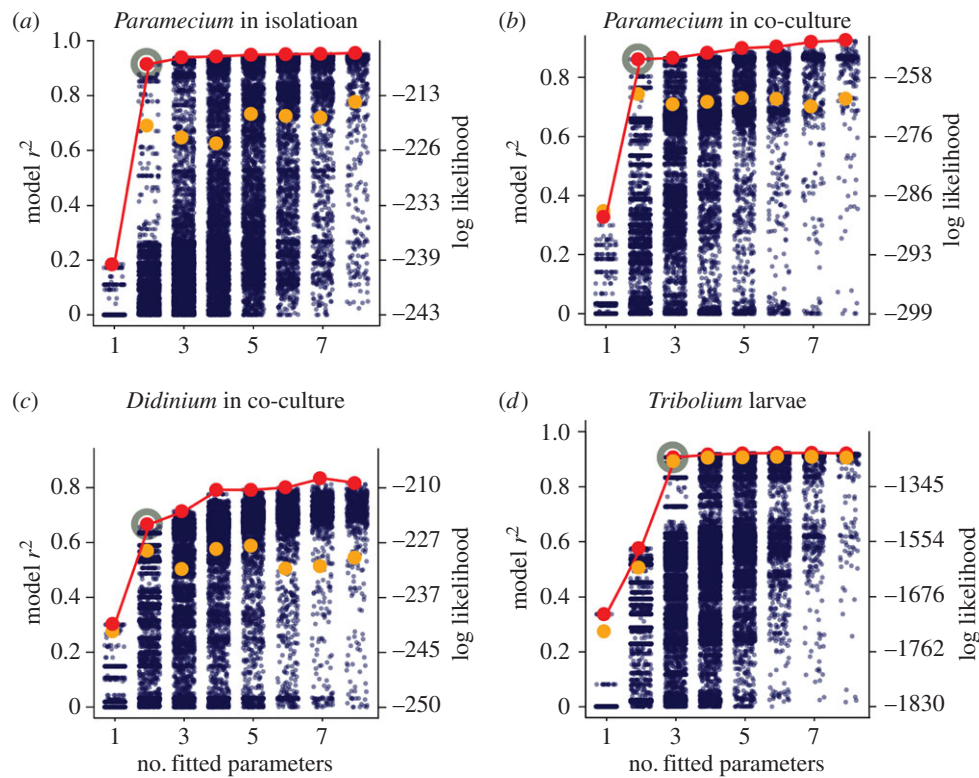 (a) Paramecium in isolatioan
1.0
0.8
0.6
0.4
0.2
0
model r²
–213
–226
–233
–239
–243
log likelihood
1 3 5 7
(b) Paramecium in co-culture
0.8
0.6
0.4
0.2
0
model r²
–258
–276
–286
–293
–299
log likelihood
1 3 5 7
(c) Didinium in co-culture
0.8
0.6
0.4
0.2
0
model r²
–210
–227
–237
–245
–250
log likelihood
1 3 5 7
no. fitted parameters
(d) Tribolium larvae
1.0
0.8
0.6
0.4
0.2
0
model r²
–1345
–1554
–1676
–1762
–1830
log likelihood
1 3 5 7
no. fitted parameters